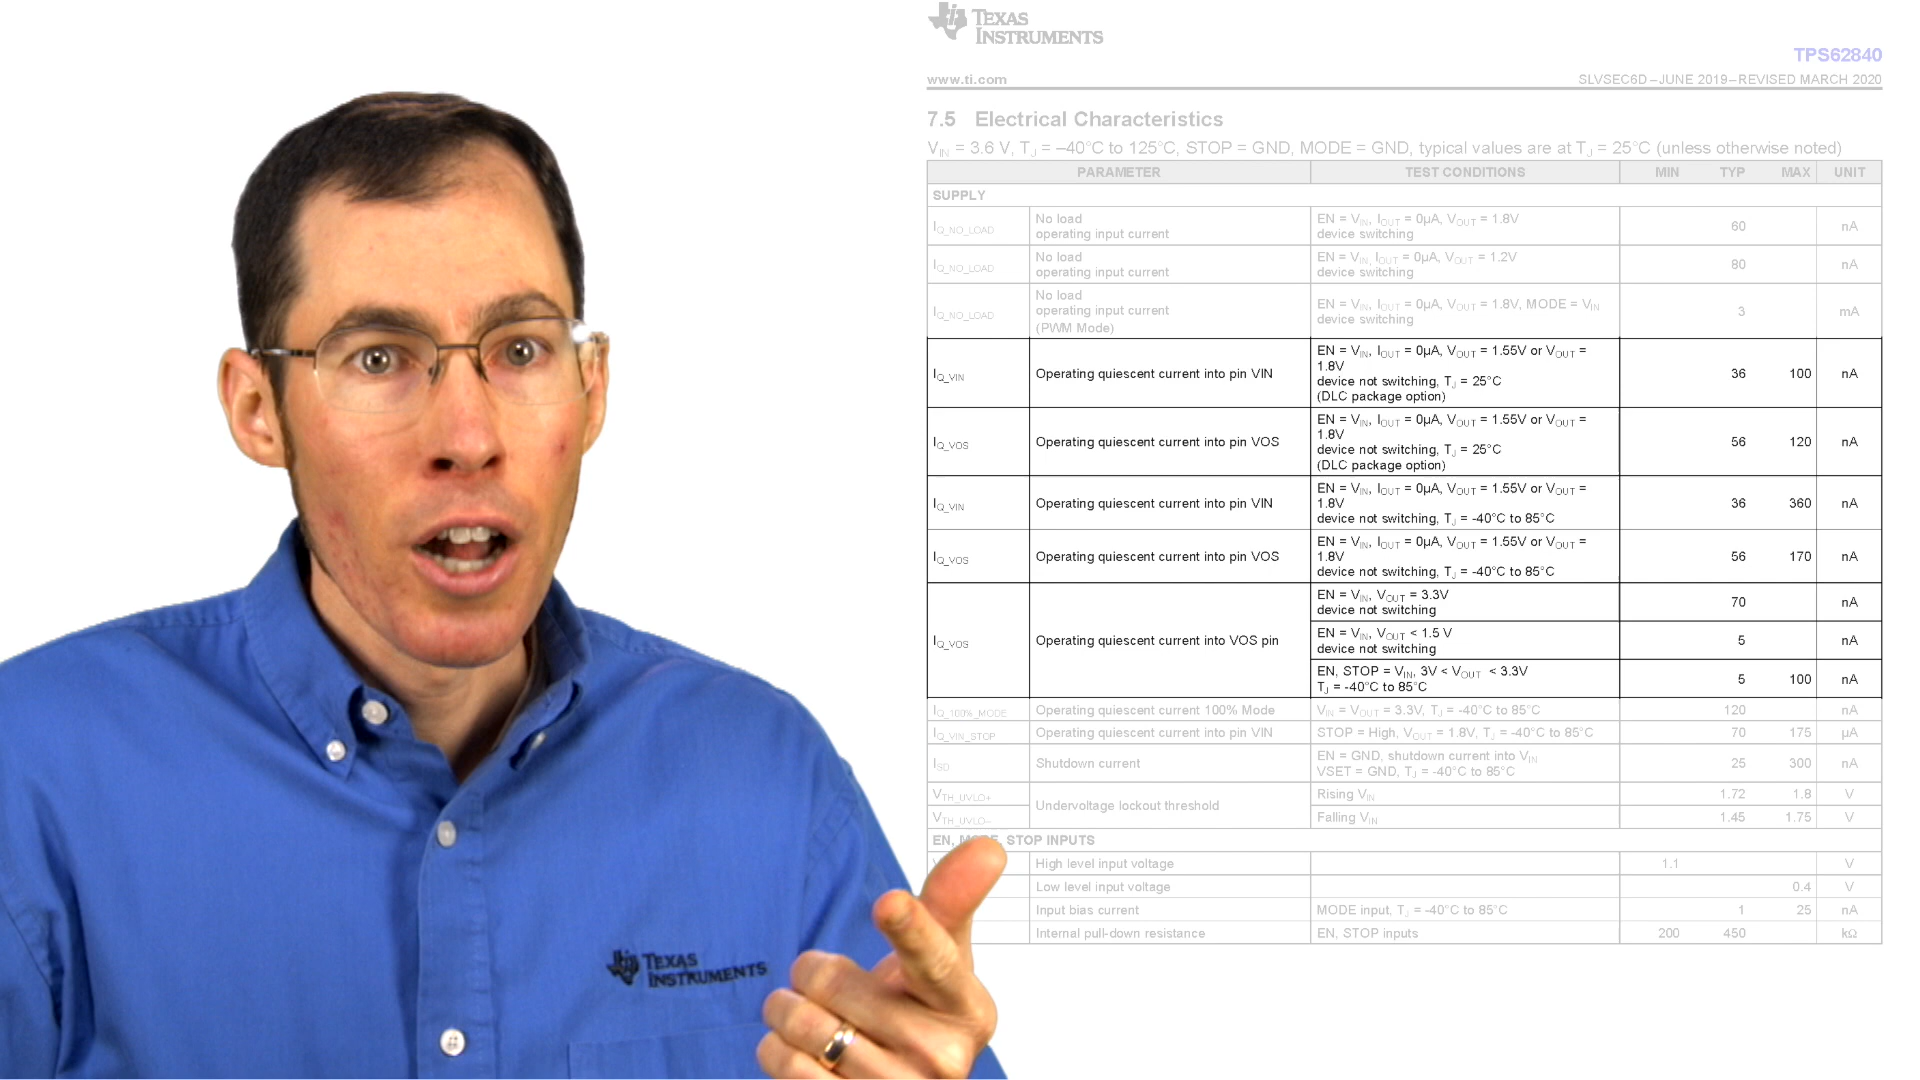 TEXAS
INSTRUMENTS
TPS62840
www.ti.com
SLVSEC6D – JUNE 2019 – REVISED MARCH 2020
7.5 Electrical Characteristics
VIN = 3.6 V, TJ = –40°C to 125°C, STOP = GND, MODE = GND, typical values are at TJ = 25°C (unless otherwise noted)
PARAMETER TEST CONDITIONS MIN TYP MAX UNIT
SUPPLY
IQ_NO_LOAD No load
operating input current EN = VIN, IOUT = 0µA, VOUT = 1.8V
device switching 60 nA
IQ_NO_LOAD No load
operating input current EN = VIN, IOUT = 0µA, VOUT = 1.2V
device switching 80 nA
IQ_NO_LOAD No load
operating input current
(PWM Mode) EN = VIN, IOUT = 0µA, VOUT = 1.8V, MODE = VIN
device switching 3 mA
IQ_VIN Operating quiescent current into pin VIN EN = VIN, IOUT = 0µA, VOUT = 1.55V or VOUT =
1.8V
device not switching, TJ = 25°C
(DLC package option) 36 100 nA
IQ_VOS Operating quiescent current into pin VOS EN = VIN, IOUT = 0µA, VOUT = 1.55V or VOUT =
1.8V
device not switching, TJ = 25°C
(DLC package option) 56 120 nA
IQ_VIN Operating quiescent current into pin VIN EN = VIN, IOUT = 0µA, VOUT = 1.55V or VOUT =
1.8V
device not switching, TJ = -40°C to 85°C 36 360 nA
IQ_VOS Operating quiescent current into pin VOS EN = VIN, IOUT = 0µA, VOUT = 1.55V or VOUT =
1.8V
device not switching, TJ = -40°C to 85°C 56 170 nA
IQ_VOS Operating quiescent current into VOS pin EN = VIN, VOUT = 3.3V
device not switching 70 nA
EN = VIN, VOUT < 1.5 V
device not switching 5 nA
EN, STOP = VIN, 3V < VOUT < 3.3V
TJ = -40°C to 85°C 5 100 nA
IQ_100%_MODE Operating quiescent current 100% Mode VIN = VOUT = 3.3V, TJ = -40°C to 85°C 120 nA
IQ_VIN_STOP Operating quiescent current into pin VIN STOP = High, VOUT = 1.8V, TJ = -40°C to 85°C 70 175 µA
ISD Shutdown current EN = GND, shutdown current into VIN
VSET = GND, TJ = -40°C to 85°C 25 300 nA
VTH_UVLO+ Undervoltage lockout threshold Rising VIN 1.72 1.8 V
VTH_UVLO– Falling VIN 1.45 1.75 V
EN, STOP INPUTS
High level input voltage 1.1 V
Low level input voltage 0.4 V
Input bias current MODE input, TJ = -40°C to 85°C 1 25 nA
Internal pull-down resistance EN, STOP inputs 200 450 kΩ
TEXAS
INSTRUMENTS